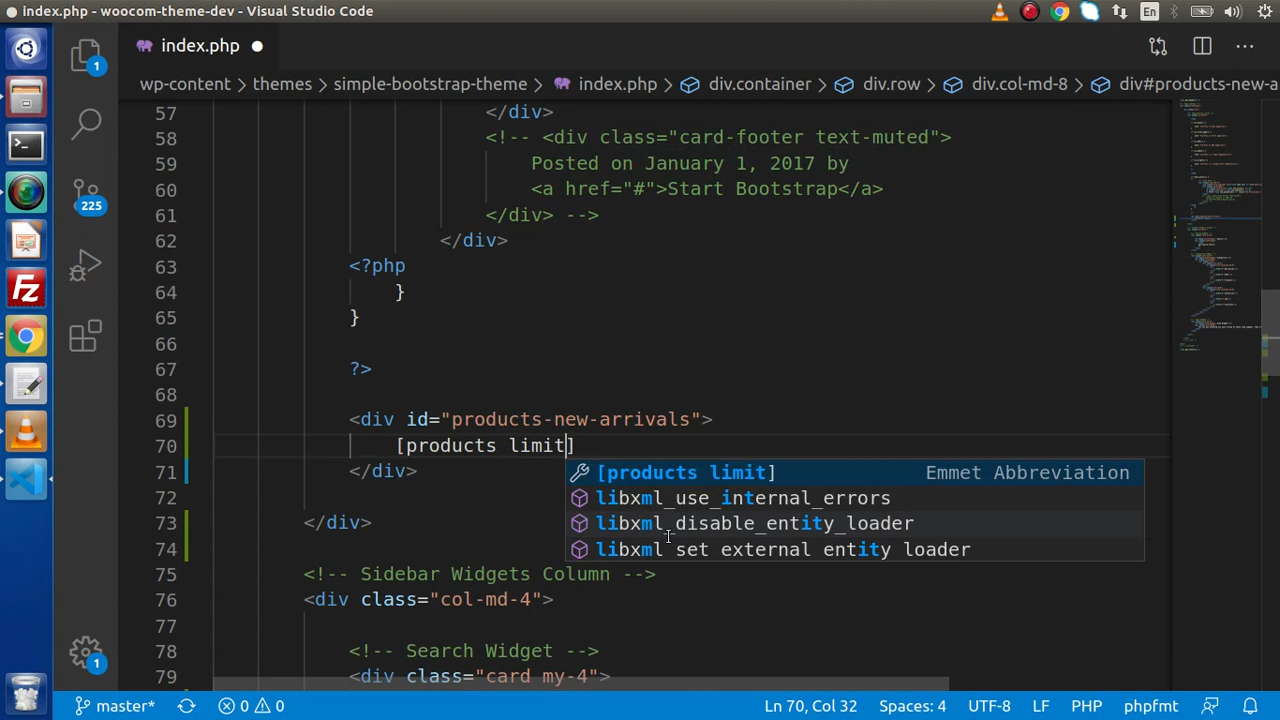 index.php - woocom-theme-dev - Visual Studio Code
En
1
225
1
index.php
wp-content
themes
simple-bootstrap-theme
index.php
div.container
div.row
div.col-md-8
div#products-new-a
57 </div>
58 <!-- <div class="card-footer text-muted">
59 Posted on January 1, 2017 by
60 <a href="#">Start Bootstrap</a>
61 </div> -->
62 </div>
63 <?php
64 }
65 }
66
67 ?>
68
69 <div id="products-new-arrivals">
70 [products limit]
71 </div>
72
73 </div>
74
75 <!-- Sidebar Widgets Column -->
76 <div class="col-md-4">
77
78 <!-- Search Widget -->
79 <div class="card my-4">
[products limit] Emmet Abbreviation
libxml_use_internal_errors
libxml_disable_entity_loader
libxml set external entity loader
master*
0
0
Ln 70, Col 32
Spaces: 4
UTF-8
LF
PHP
phpfmt